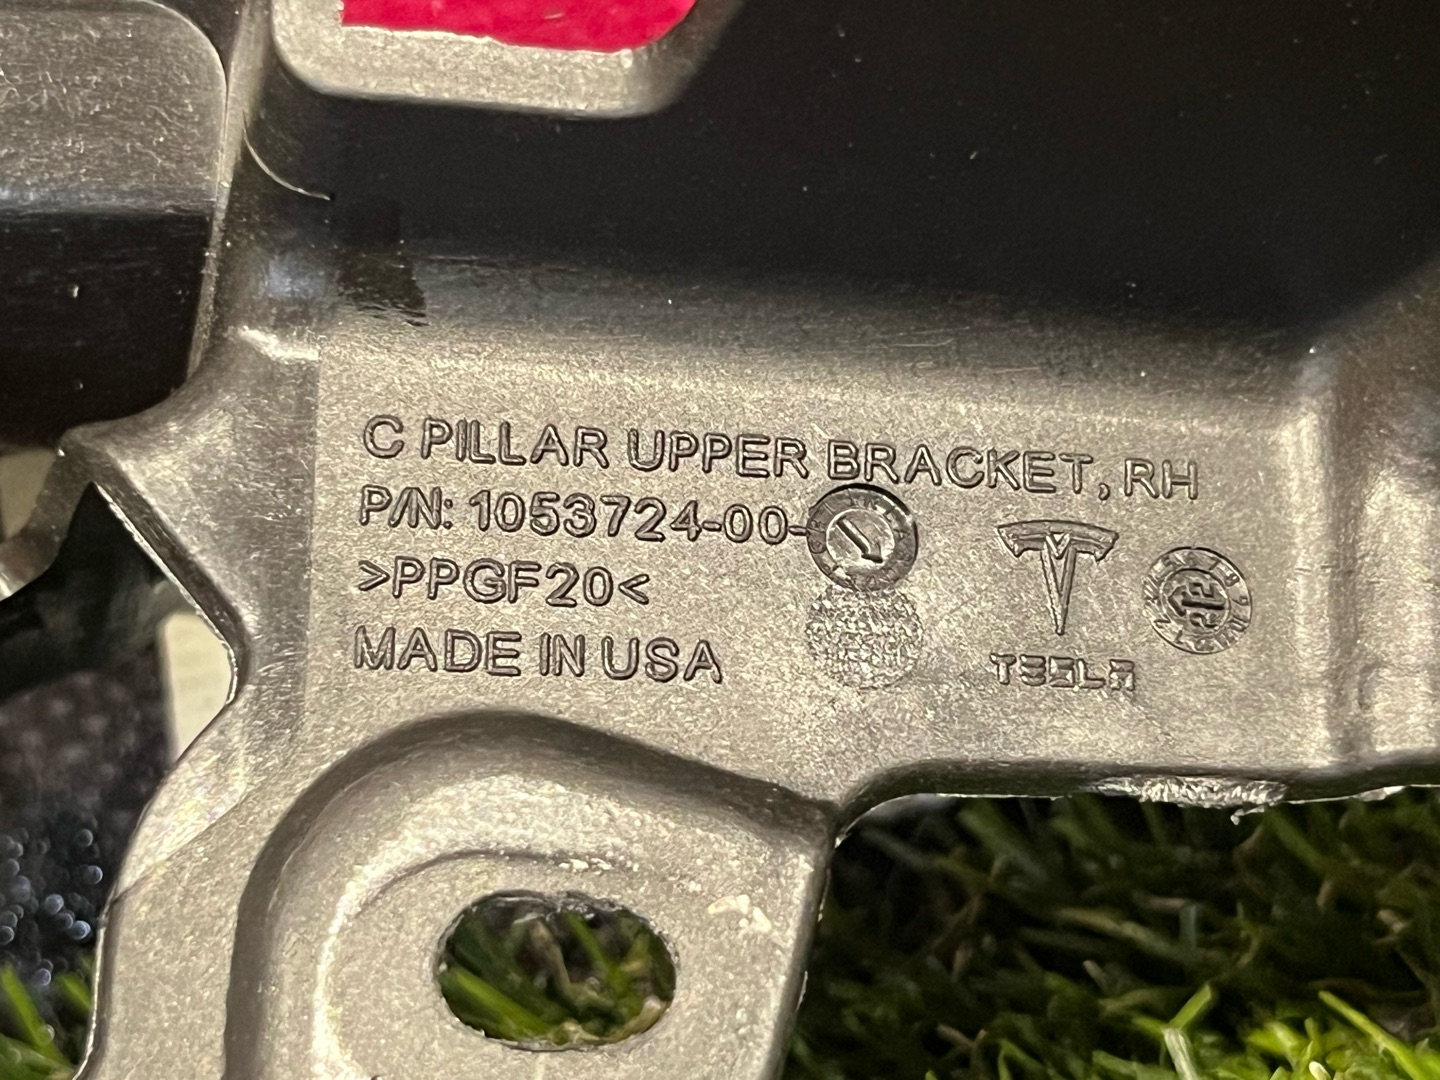 C PILLAR UPPER BRACKET, RH
P/N: 1053724-00-
>PPGF20<
MADE IN USA
TESLA